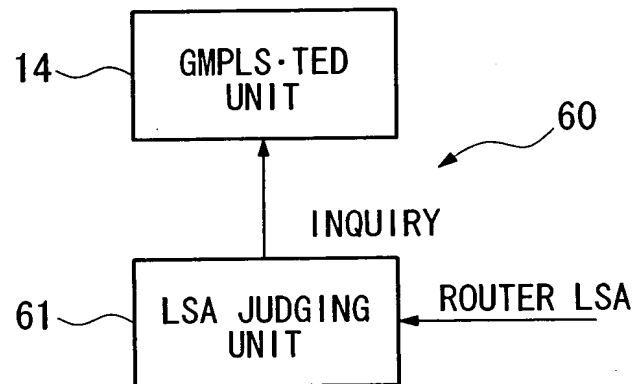 14
GMPLS·TED
UNIT
60
INQUIRY
61
LSA JUDGING
UNIT
ROUTER LSA